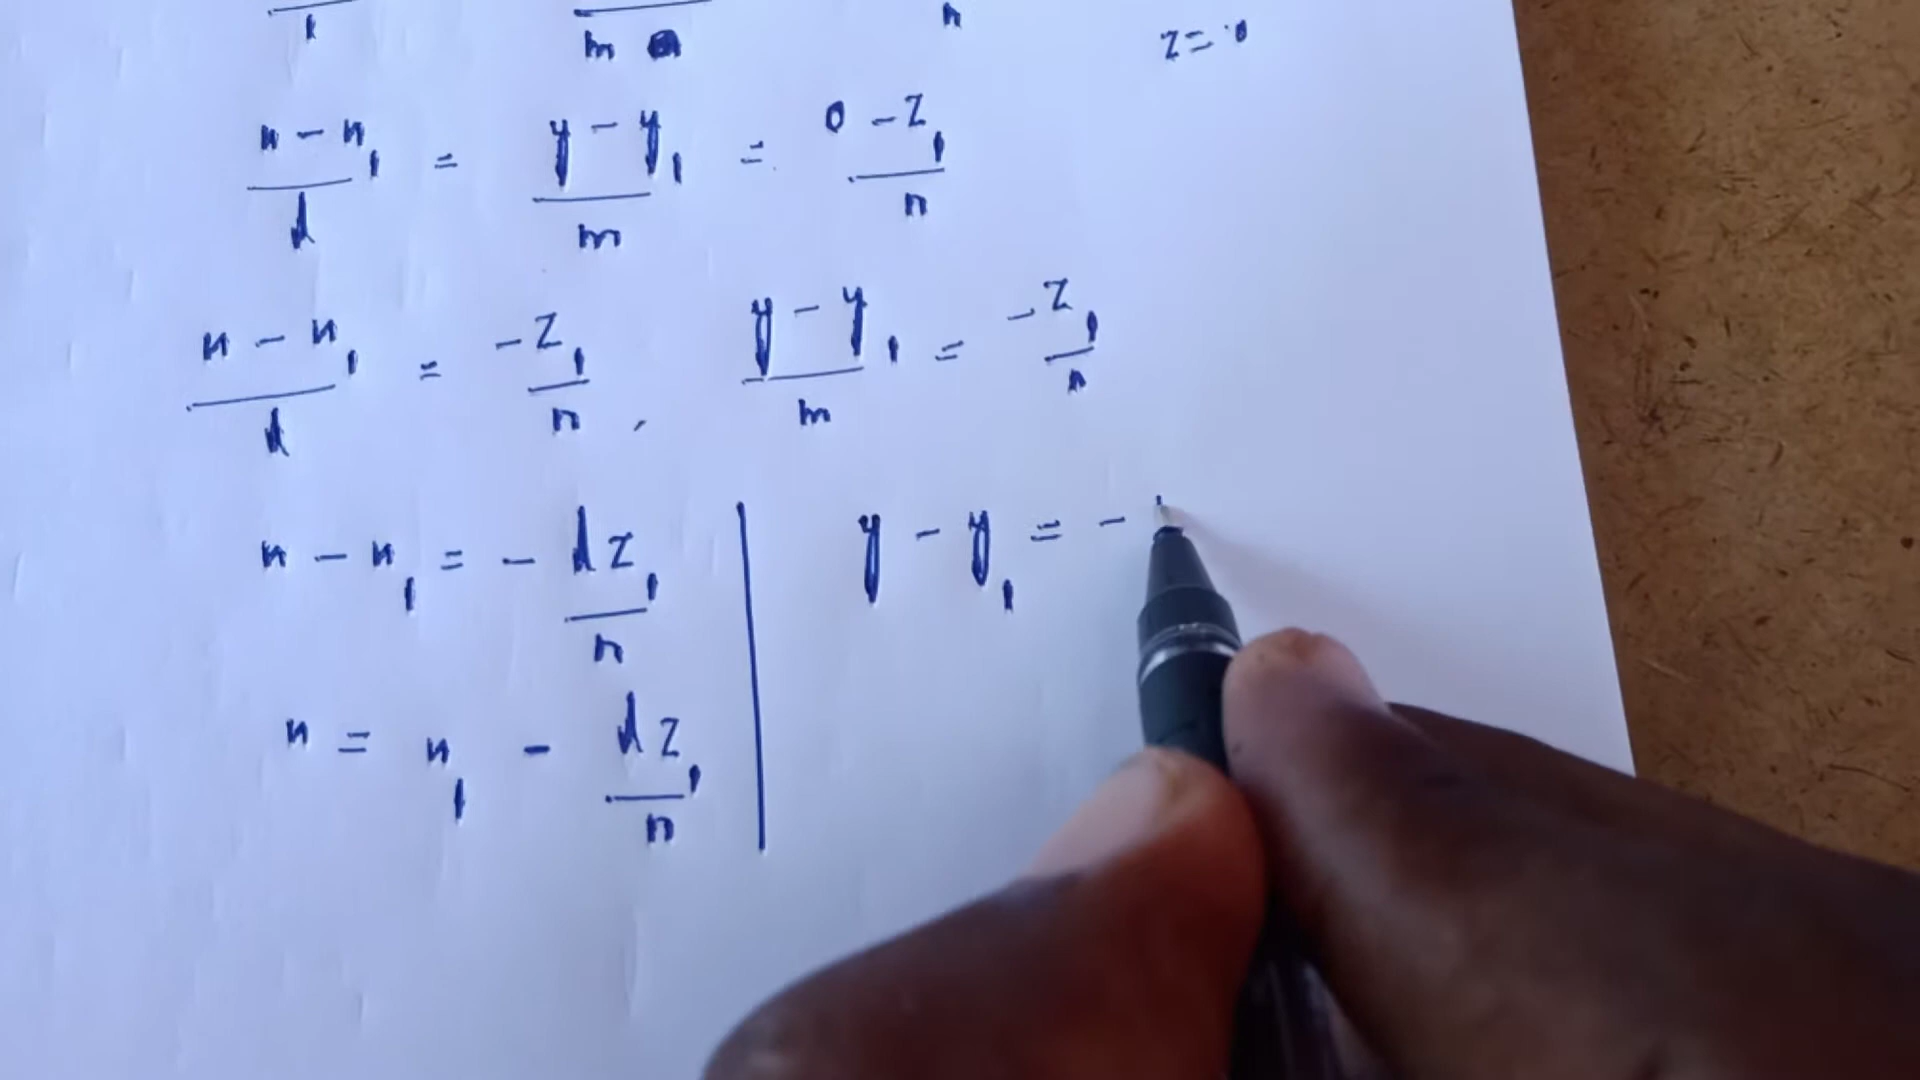 l m n
z = 0
x - x₁ / l = y - y₁ / m = 0 - z₁ / n
x - x₁ / l = -z₁ / n , y - y₁ / m = -z₁ / n
x - x₁ = - lz₁ / n y - y₁ = -
x = x₁ - lz₁ / n